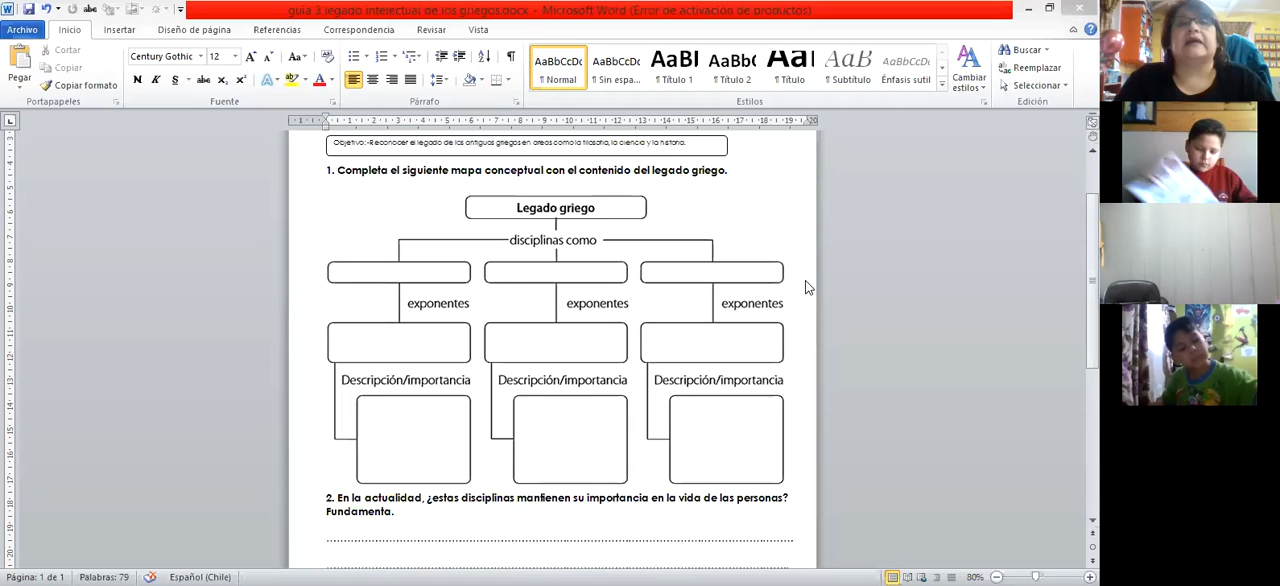 guia 3 legado intelectual de los griegos.docx - Microsoft Word (Error de activación de productos)
Archivo Inicio Insertar Diseño de página Referencias Correspondencia Revisar Vista
Pegar
Cortar
Copiar
Copiar formato
Portapapeles
Century Gothic 12
N K S abc x₂ x²
Fuente
Párrafo
AaBbCcDc AaBbCcDc AaBl AaBbC AaI AaB AaBbCcDc
¶ Normal ¶ Sin espa... ¶ Título 1 ¶ Título 2 ¶ Título ¶ Subtítulo Énfasis sutil
Cambiar estilos
Estilos
Buscar
Reemplazar
Seleccionar
Edición
Objetivo:-Reconocer el legado de los antiguos griegos en áreas como la filosofía, la ciencia y la historia.
1. Completa el siguiente mapa conceptual con el contenido del legado griego.
Legado griego
disciplinas como
exponentes exponentes exponentes
Descripción/importancia Descripción/importancia Descripción/importancia
2. En la actualidad, ¿estas disciplinas mantienen su importancia en la vida de las personas?
Fundamenta.
Página: 1 de 1 Palabras: 79 Español (Chile) 80%